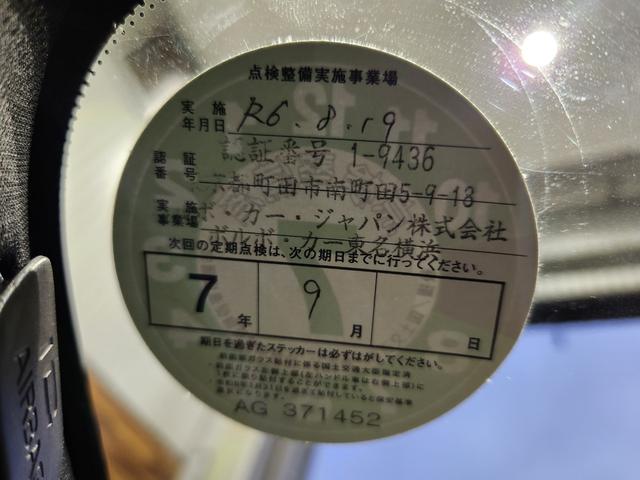 点検整備実施事業場
実施年月日 R6.8.19
認証番号 認証番号 1-9436
京都町田市南町田5-9-13
実施事業場 ボ・カー・ジャパン株式会社
ボルボ・カー東名横浜
次回の定期点検は、次の期日までに行ってください。
7年 9月 日
期日を過ぎたステッカーは必ずはがしてください。
AG 371452
AIRBAG